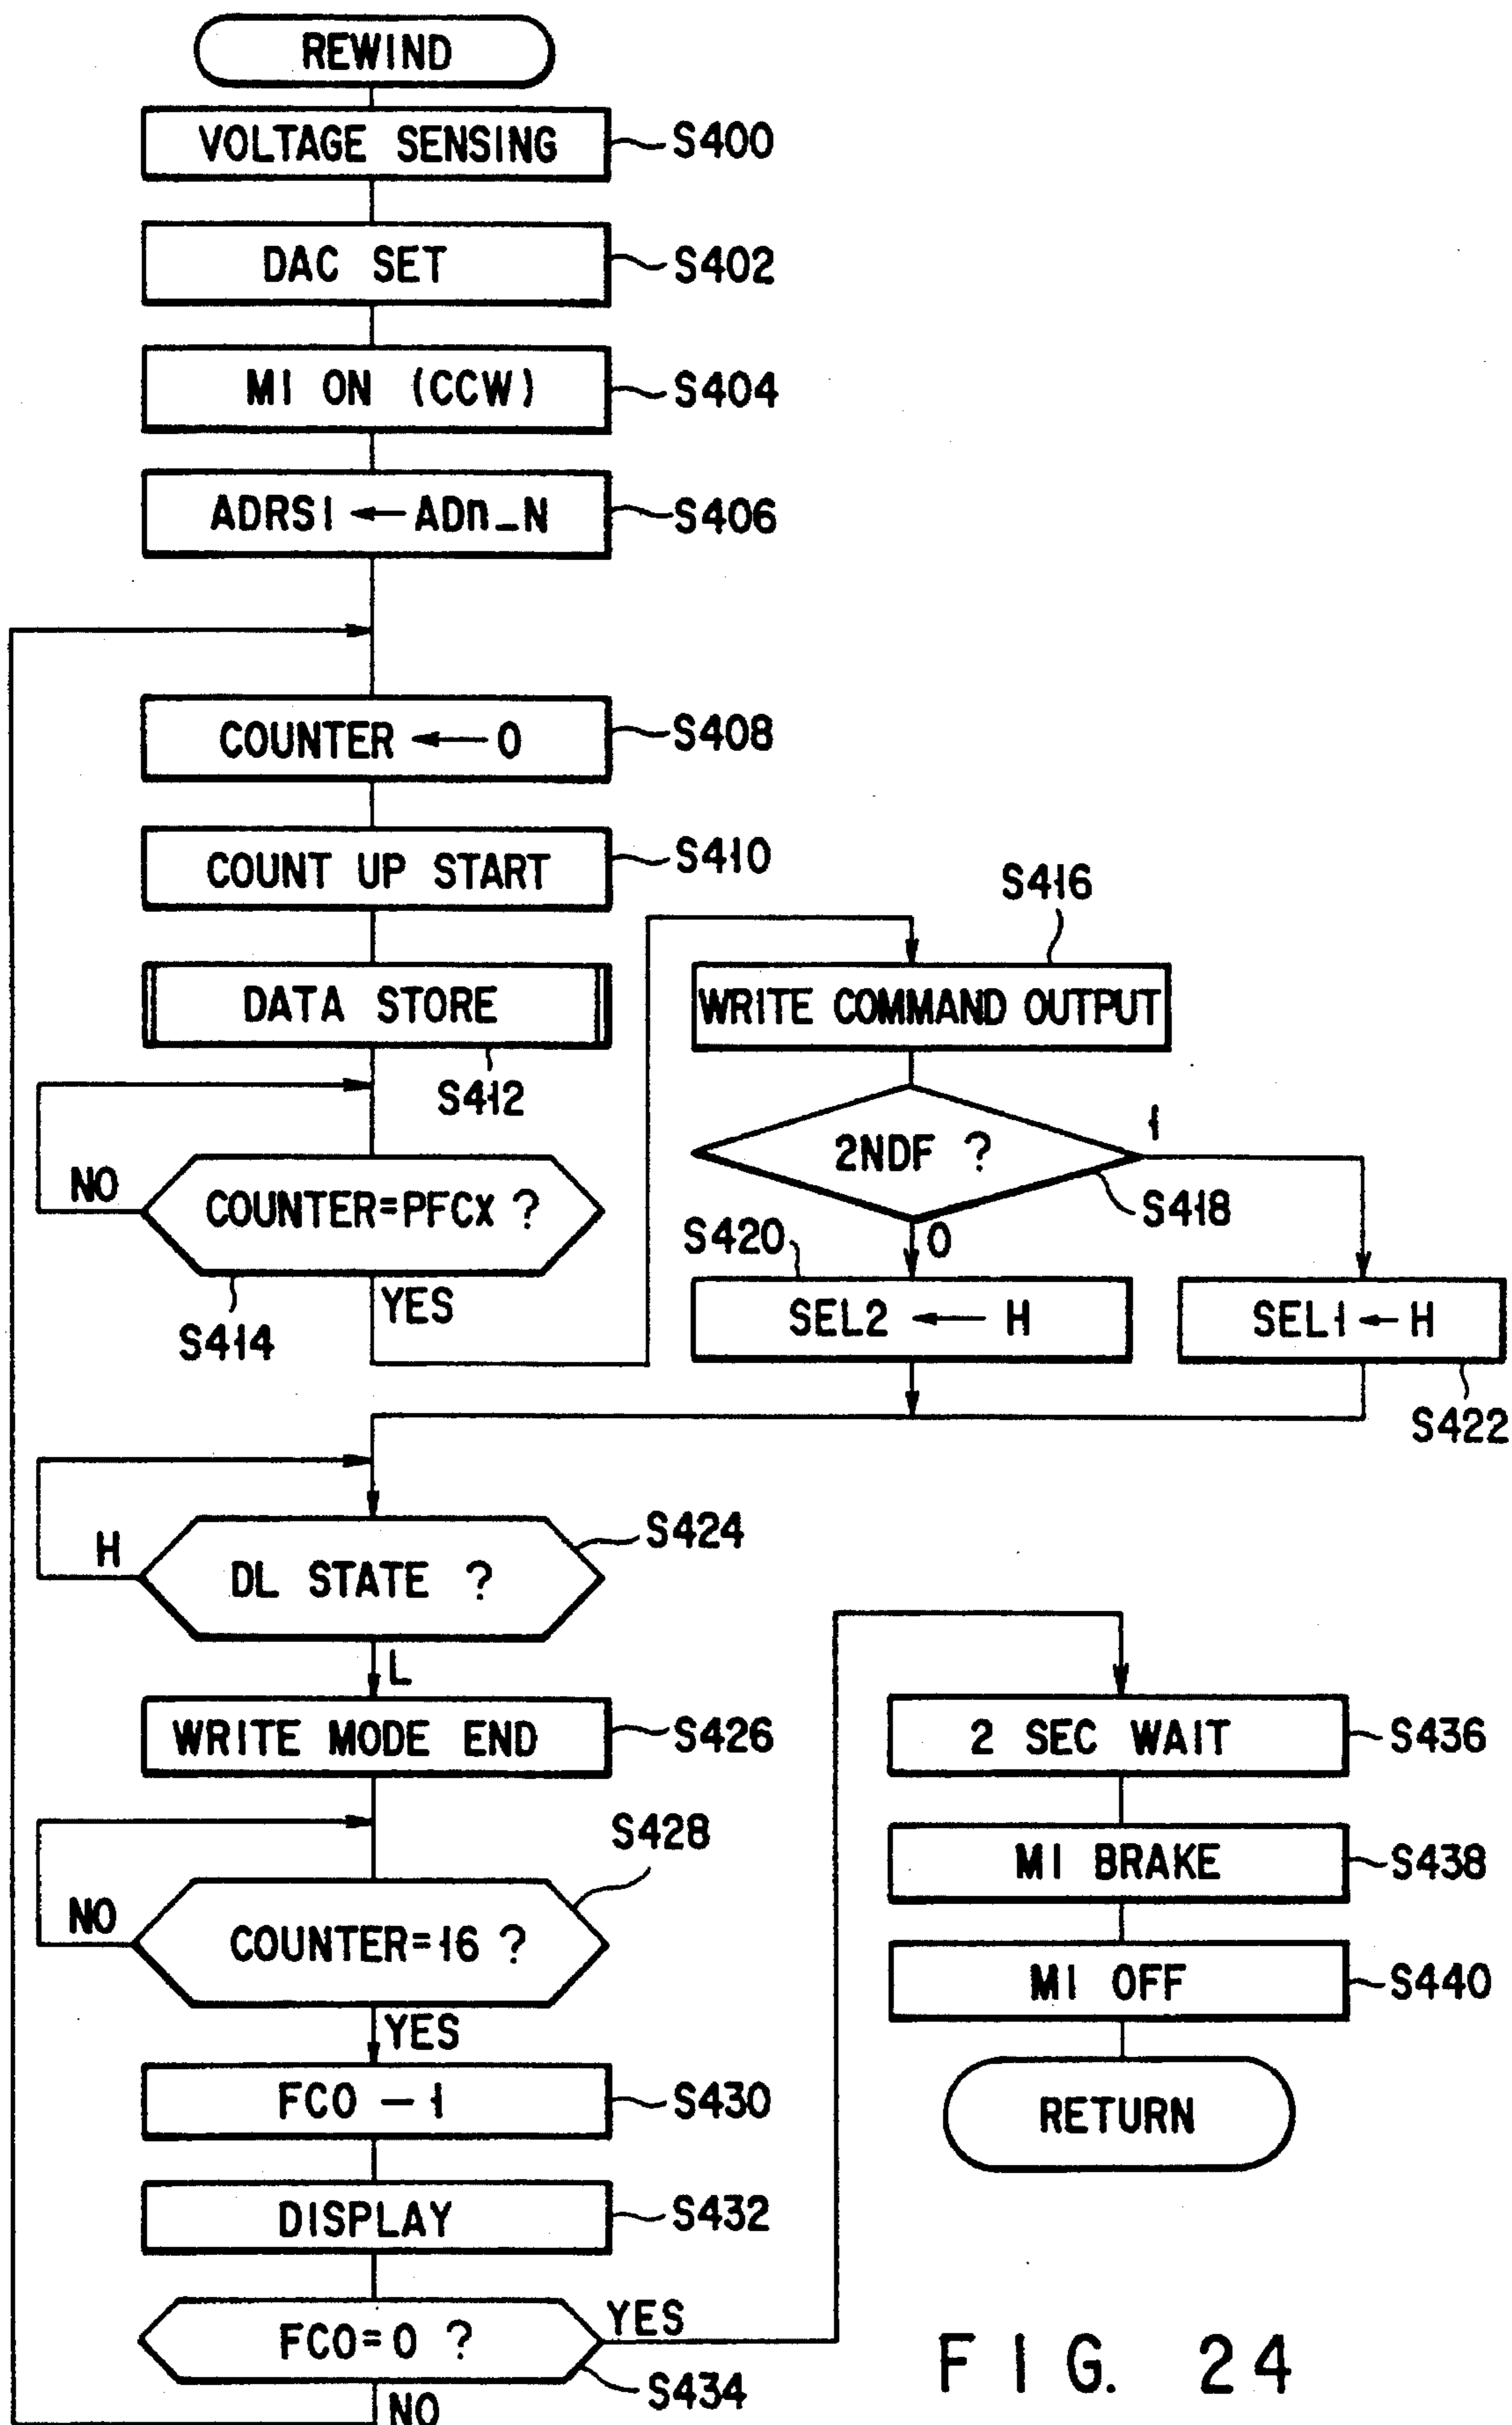 REWIND
VOLTAGE SENSING
S400
DAC SET
S402
MI ON (CCW)
S404
ADRSI ← ADn_N
S406
COUNTER ← 0
S408
COUNT UP START
S410
DATA STORE
S412
NO
COUNTER=PFCX ?
YES
S414
S416
WRITE COMMAND OUTPUT
2NDF ?
1
S418
0
S420
SEL2 ← H
SEL1 ← H
S422
H
DL STATE ?
S424
L
WRITE MODE END
S426
NO
COUNTER=16 ?
S428
YES
FCO – 1
S430
DISPLAY
S432
FCO=0 ?
YES
S434
NO
2 SEC WAIT
S436
MI BRAKE
S438
MI OFF
S440
RETURN
FIG. 24